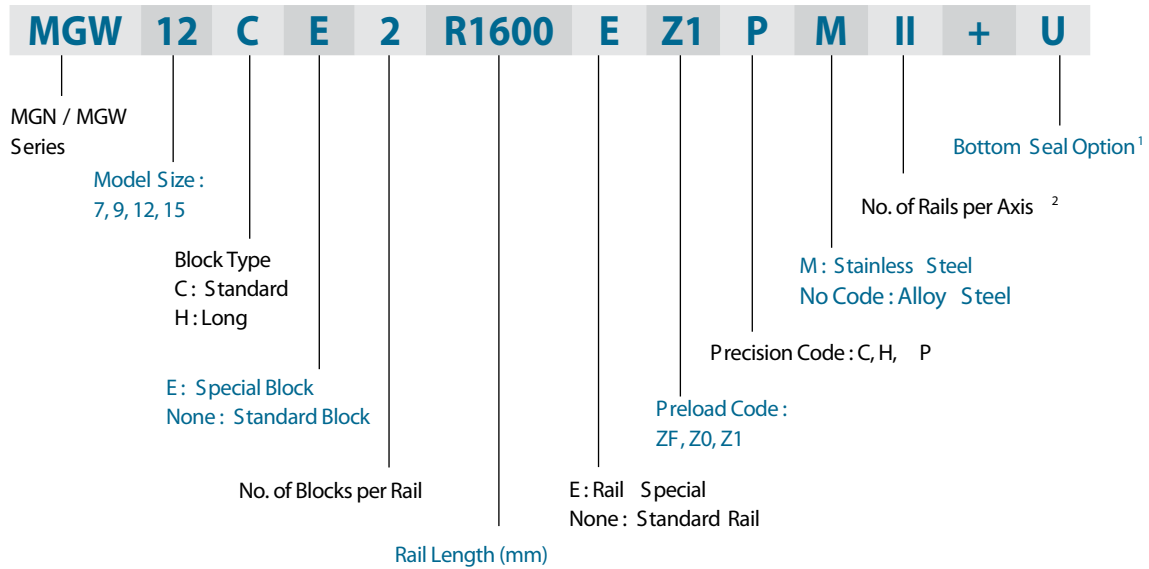 MGW 12 C E 2 R1600 E Z1 P M II + U
MGN / MGW
Series
Bottom Seal Option 1
Model Size :
7, 9, 12, 15
No. of Rails per Axis 2
Block Type
C : Standard
H : Long
M : Stainless Steel
No Code : Alloy Steel
Precision Code : C, H, P
E : Special Block
None : Standard Block
Preload Code :
ZF, Z0, Z1
No. of Blocks per Rail
E : Rail Special
None : Standard Rail
Rail Length (mm)